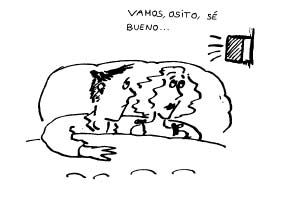 VAMOS, OSITO, SÉ
BUENO...